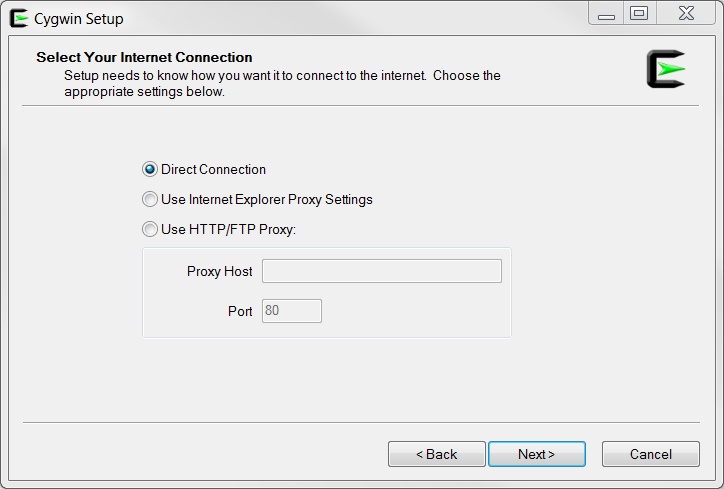 Cygwin Setup
Select Your Internet Connection
Setup needs to know how you want it to connect to the internet. Choose the
appropriate settings below.
Direct Connection
Use Internet Explorer Proxy Settings
Use HTTP/FTP Proxy:
Proxy Host
Port 80
< Back Next > Cancel